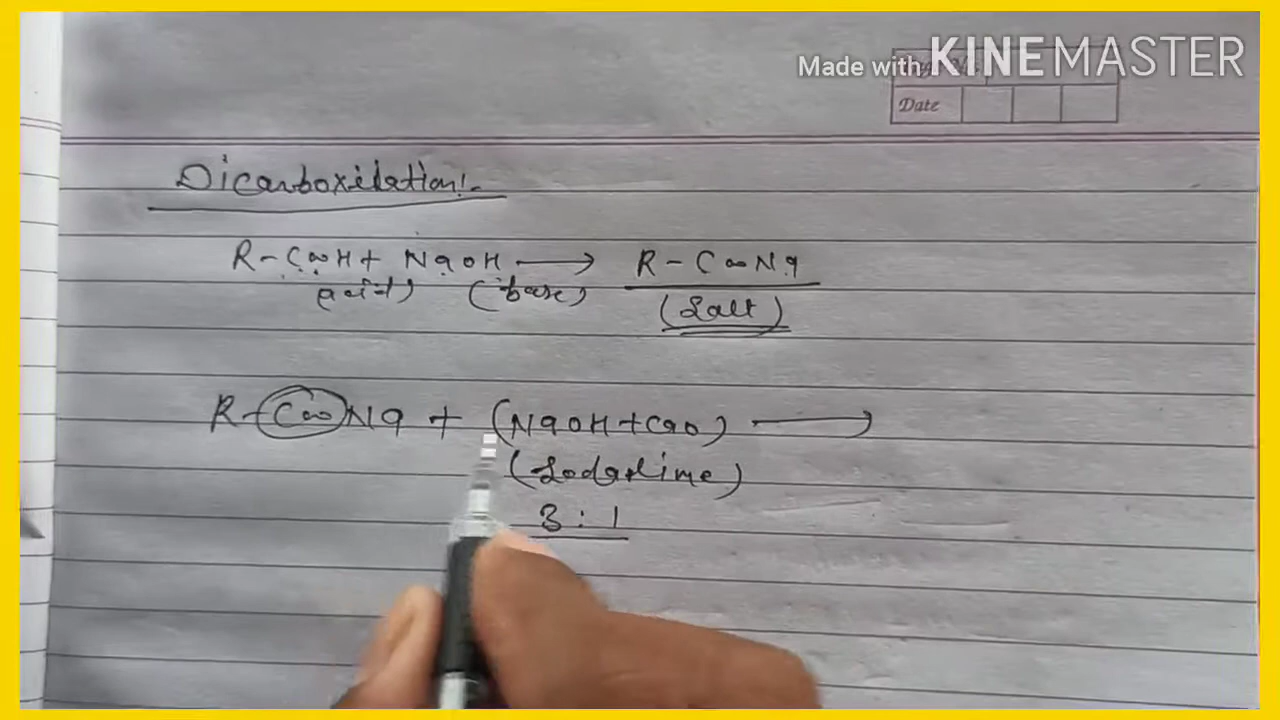 Made with KINEMASTER
Date
Dicarboxilation:-
R-COOH + NaOH → R-COONa
(acid) (base) (Salt)
R-COONa + (NaOH+CaO) →
(Sodalime)
3:1